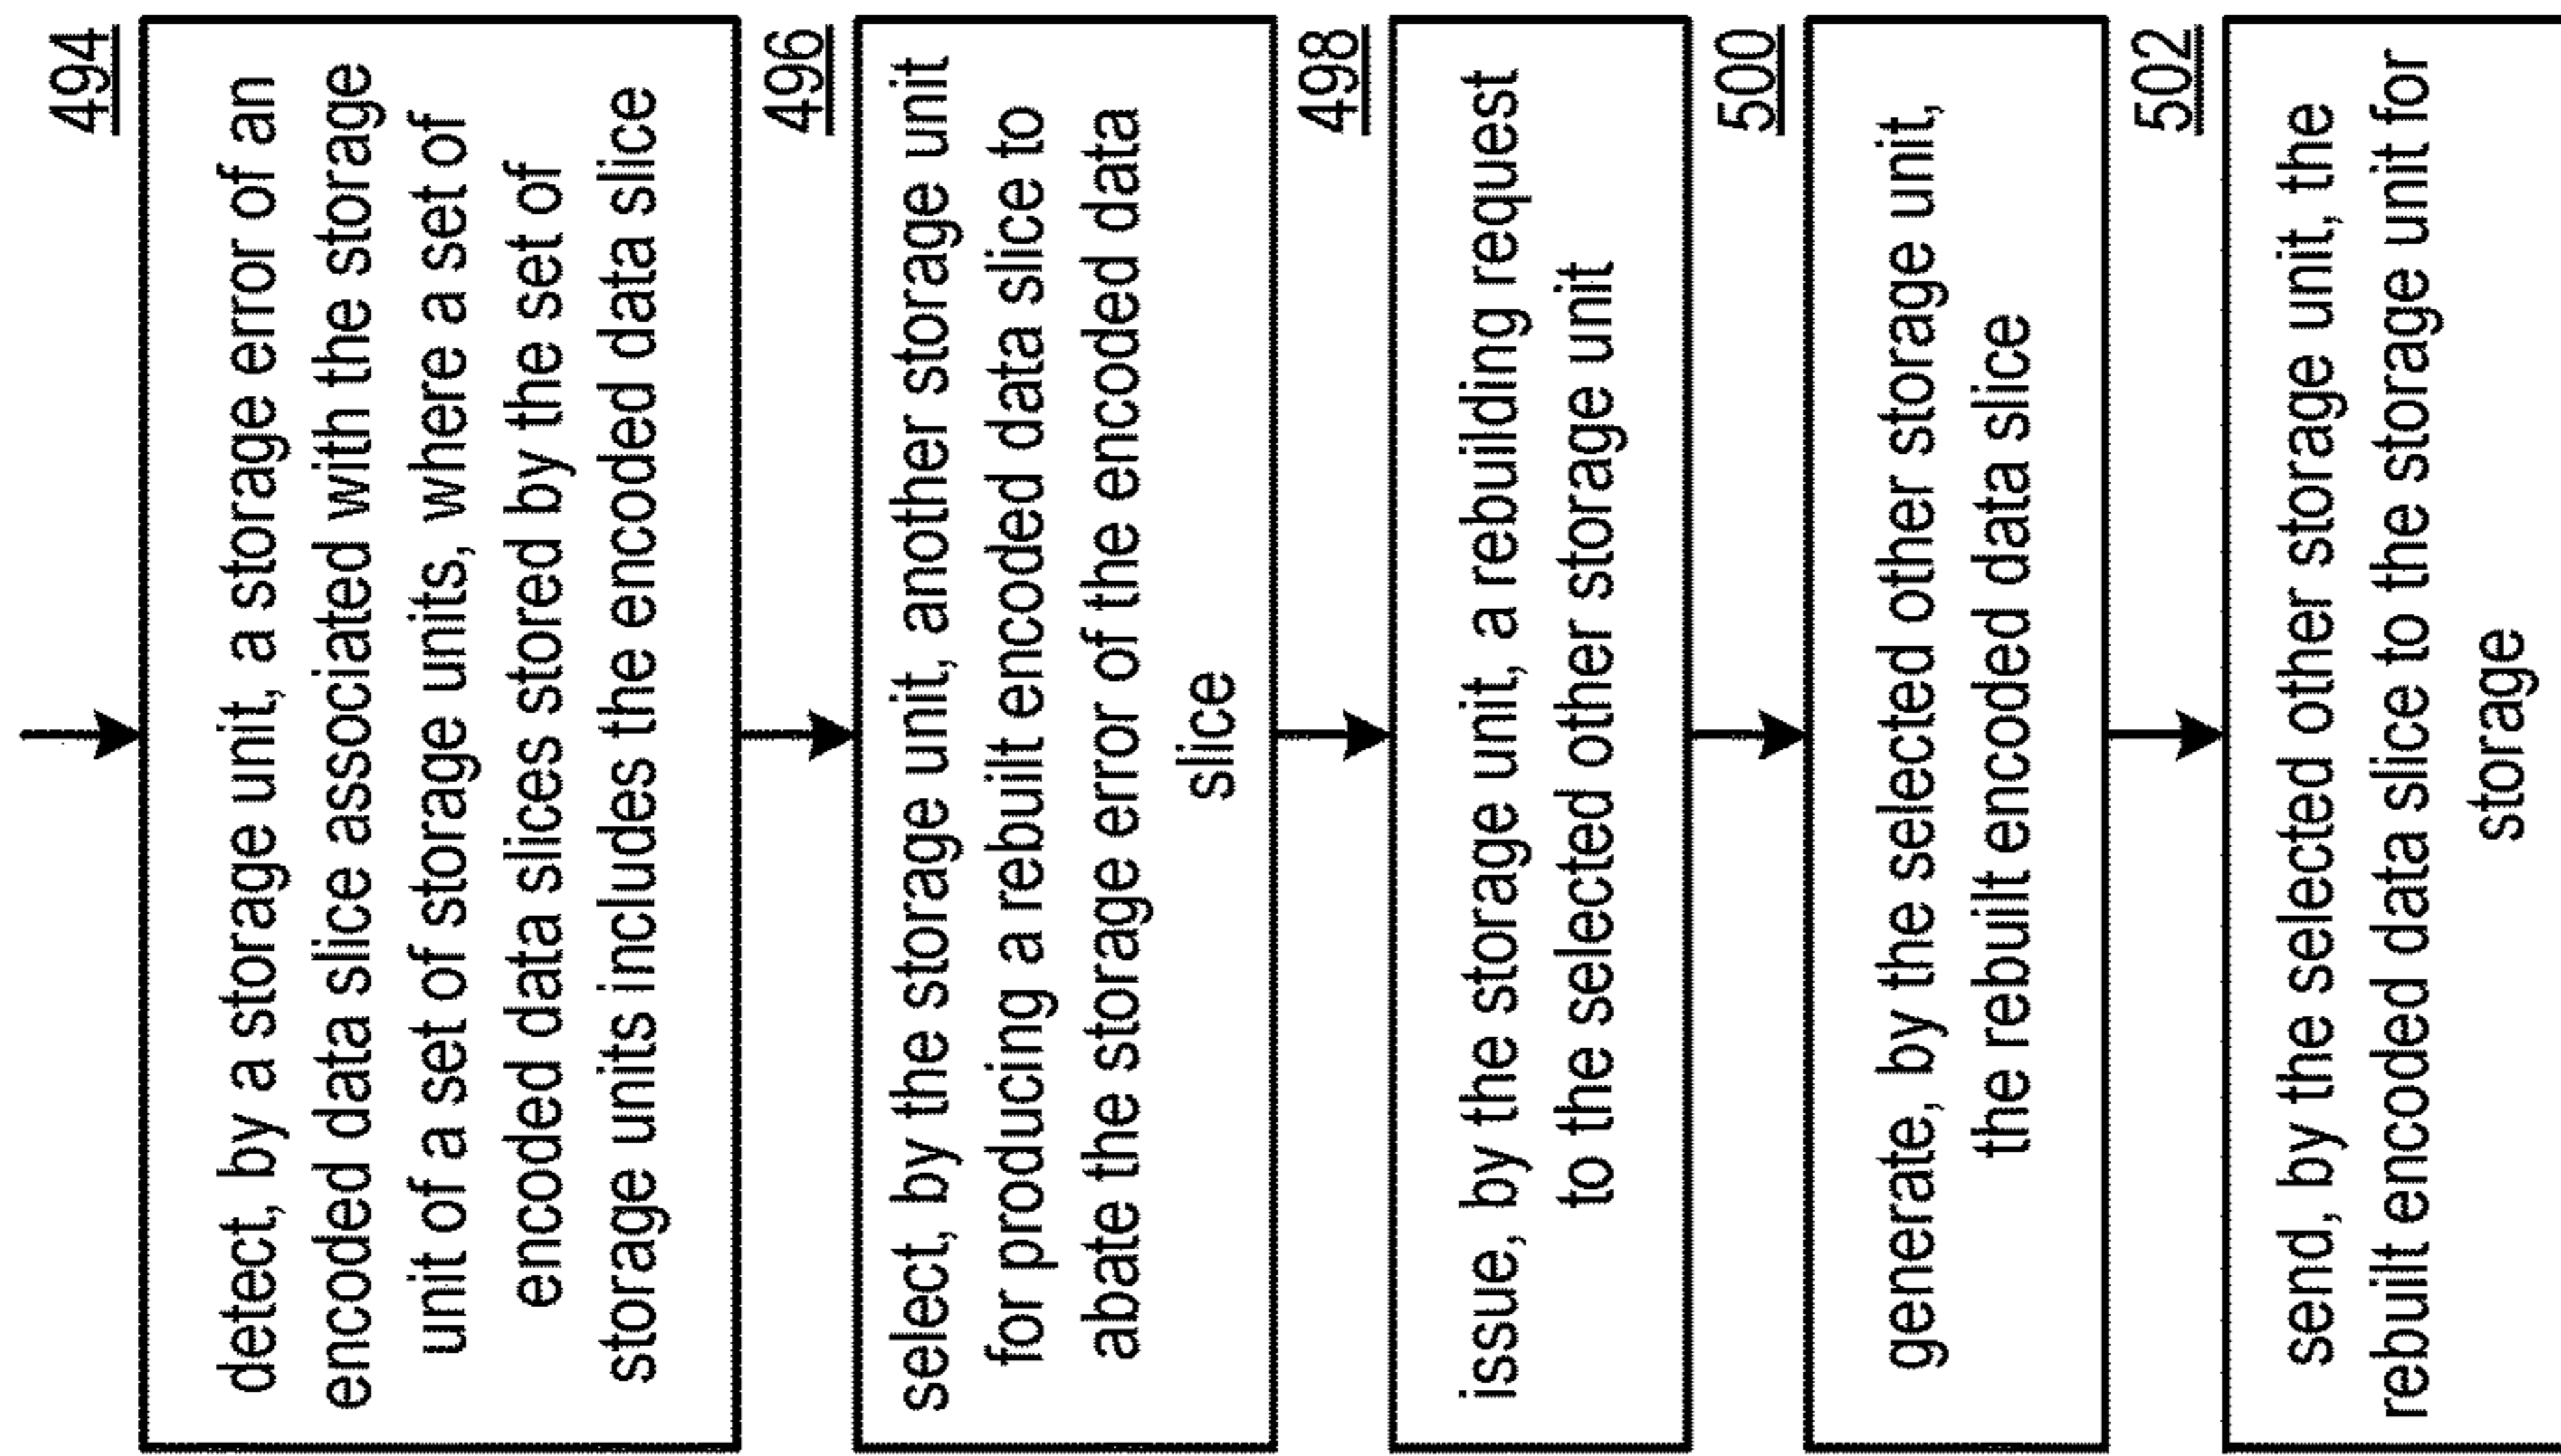 494
detect, by a storage unit, a storage error of an
encoded data slice associated with the storage
unit of a set of storage units, where a set of
encoded data slices stored by the set of
storage units includes the encoded data slice
496
select, by the storage unit, another storage unit
for producing a rebuilt encoded data slice to
abate the storage error of the encoded data
slice
498
issue, by the storage unit, a rebuilding request
to the selected other storage unit
500
generate, by the selected other storage unit,
the rebuilt encoded data slice
502
send, by the selected other storage unit, the
rebuilt encoded data slice to the storage unit for
storage